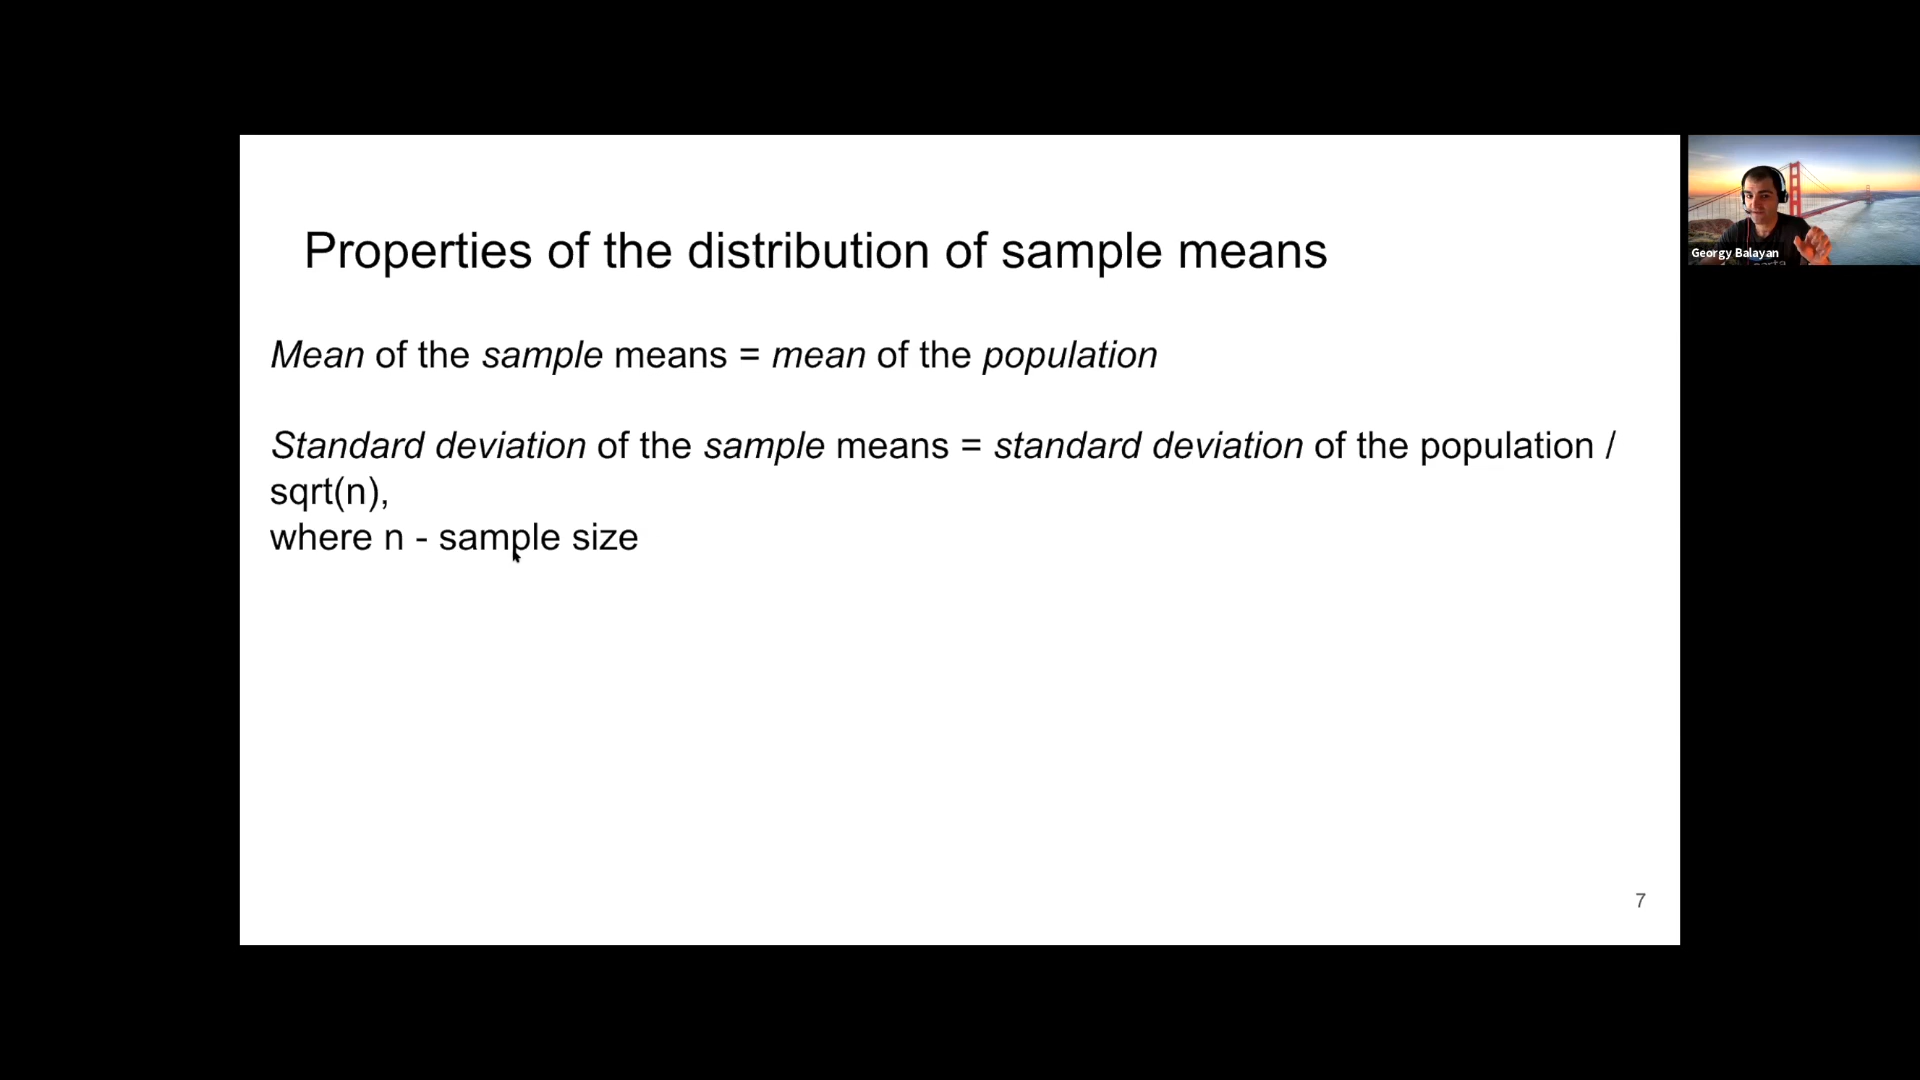 Properties of the distribution of sample means
Mean of the sample means = mean of the population
Standard deviation of the sample means = standard deviation of the population /
sqrt(n),
where n - sample size
7
Georgy Balayan